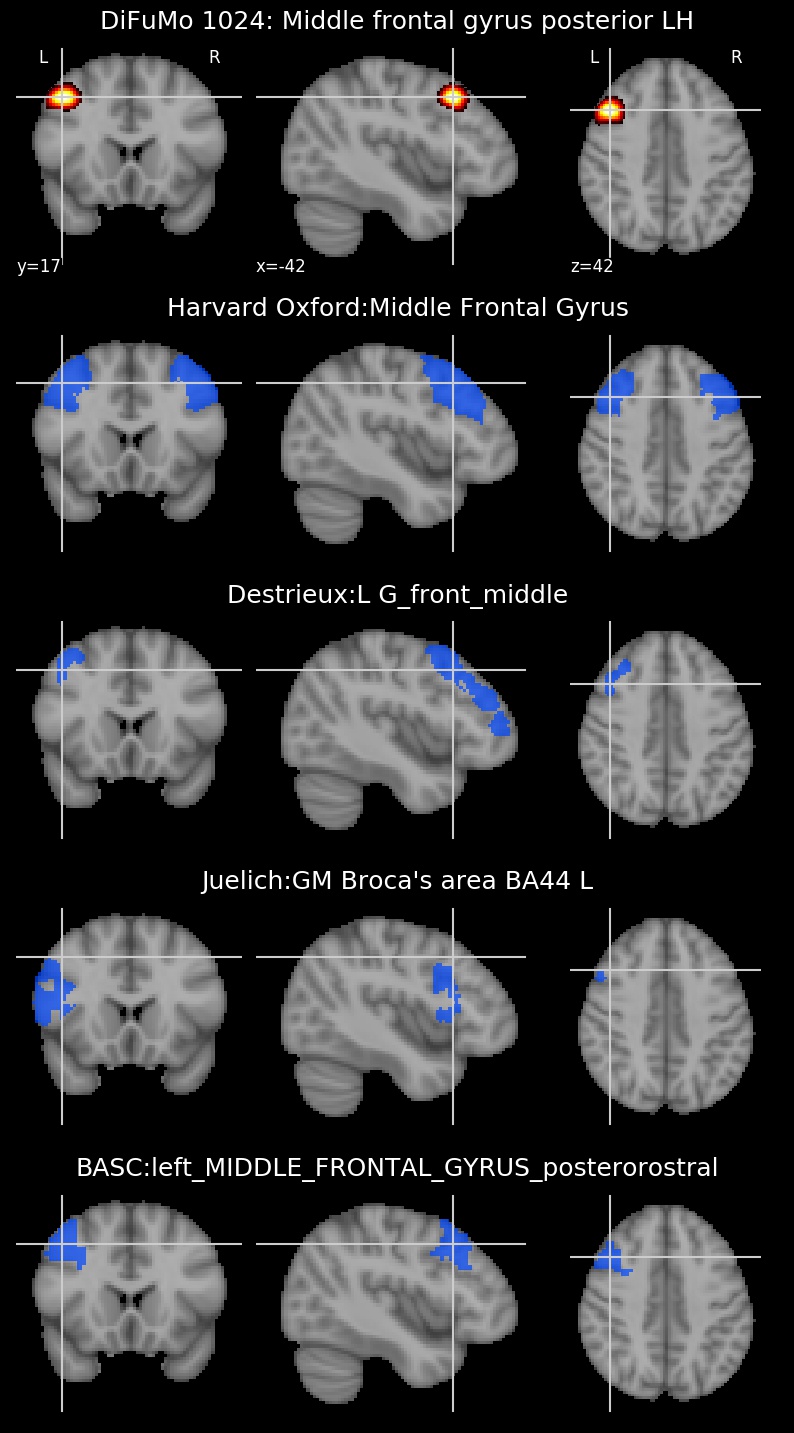 DiFuMo 1024: Middle frontal gyrus posterior LH
L R L R
y=17 x=-42 z=42
Harvard Oxford:Middle Frontal Gyrus
Destrieux:L G_front_middle
Juelich:GM Broca's area BA44 L
BASC:left_MIDDLE_FRONTAL_GYRUS_posterorostral